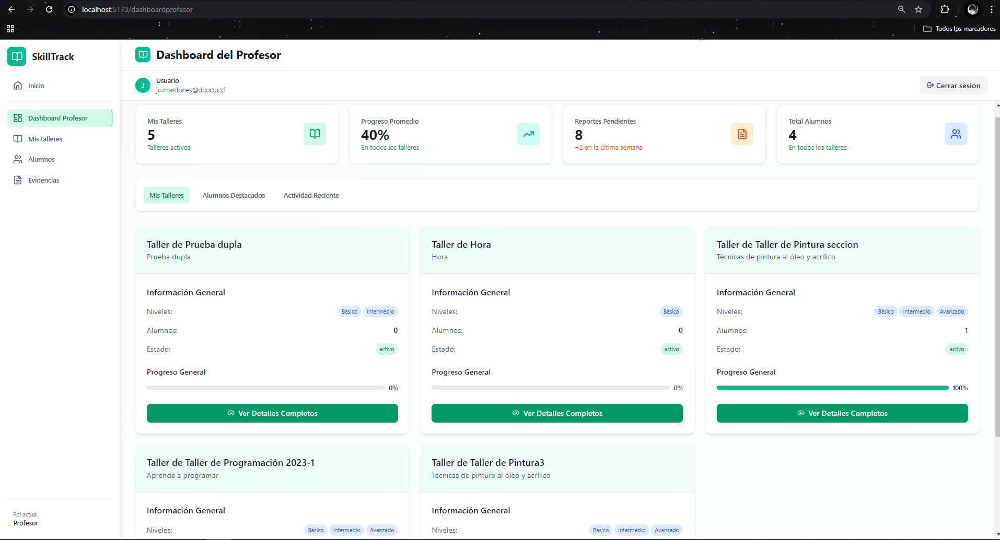 localhost:5173/dashboardprofesor
Todos los marcadores
SkillTrack
Inicio
Dashboard Profesor
Mis talleres
Alumnos
Evidencias
Rol actual
Profesor
Dashboard del Profesor
J
Usuario
jo.mardones@duocuc.cl
Cerrar sesión
Mis Talleres
5
Talleres activos
Progreso Promedio
40%
En todos los talleres
Reportes Pendientes
8
+2 en la última semana
Total Alumnos
4
En todos los talleres
Mis Talleres
Alumnos Destacados
Actividad Reciente
Taller de Prueba dupla
Prueba dupla
Información General
Niveles: Básico Intermedio
Alumnos: 0
Estado: activo
Progreso General
0%
Ver Detalles Completos
Taller de Hora
Hora
Información General
Niveles: Básico
Alumnos: 0
Estado: activo
Progreso General
0%
Ver Detalles Completos
Taller de Taller de Pintura seccion
Técnicas de pintura al óleo y acrílico
Información General
Niveles: Básico Intermedio Avanzado
Alumnos: 1
Estado: activo
Progreso General
100%
Ver Detalles Completos
Taller de Taller de Programación 2023-1
Aprende a programar
Información General
Niveles: Básico Intermedio Avanzado
Taller de Taller de Pintura3
Técnicas de pintura al óleo y acrílico
Información General
Niveles: Básico Intermedio Avanzado